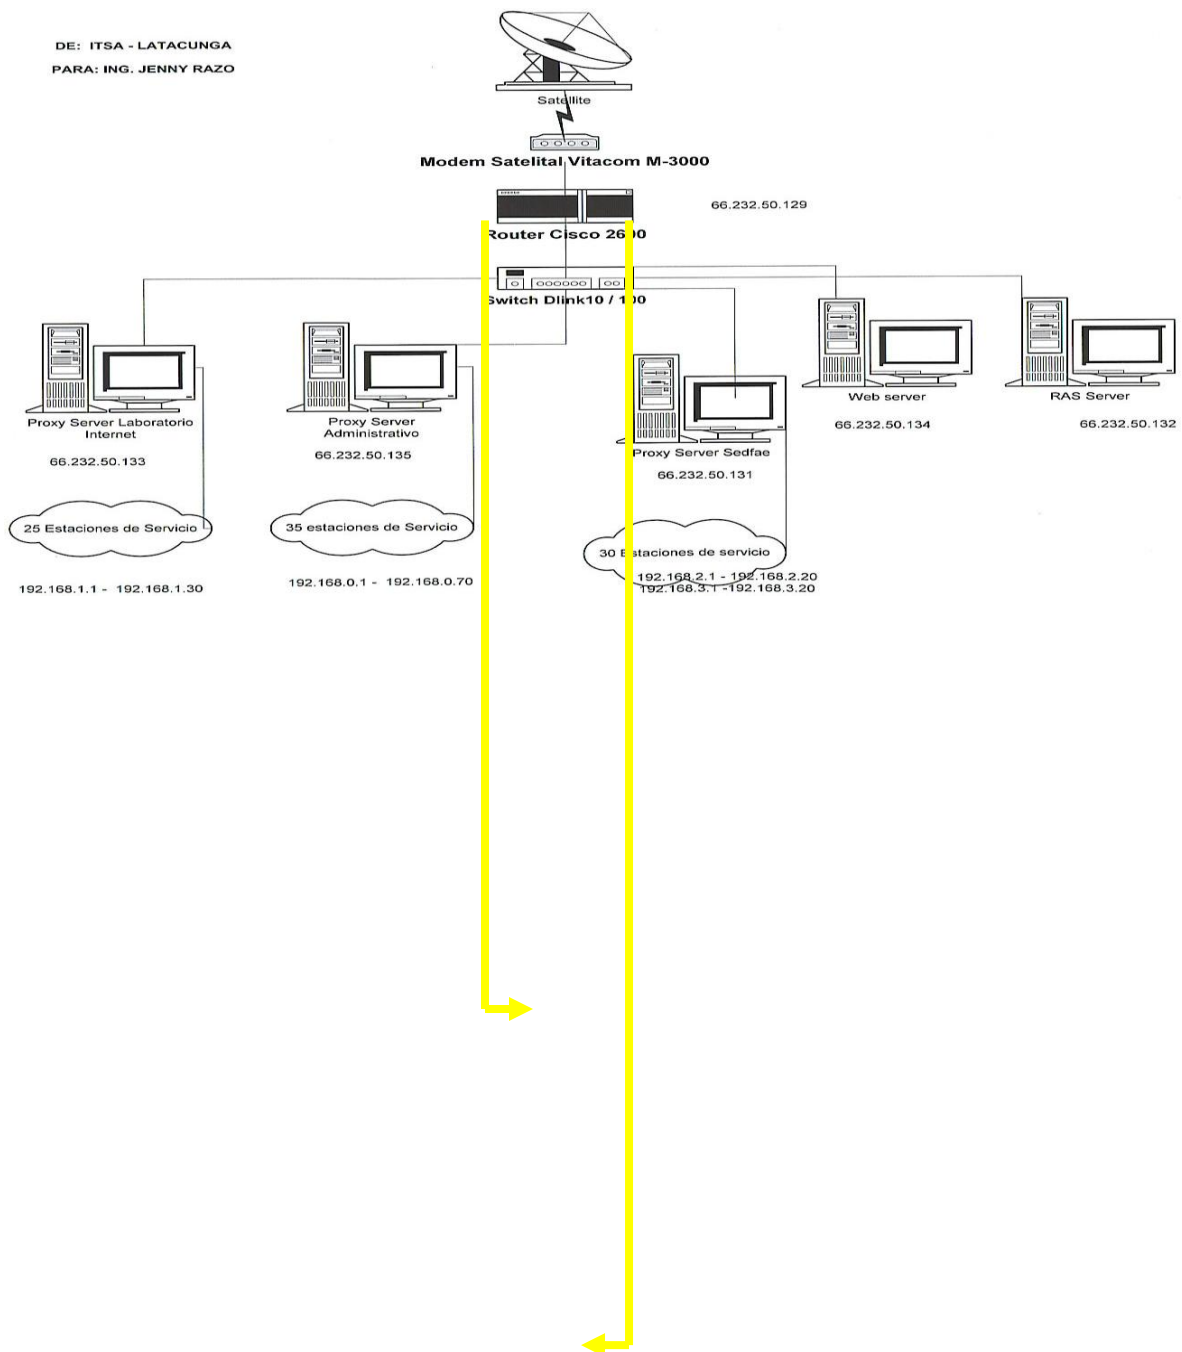 DE: ITSA - LATACUNGA
PARA: ING. JENNY RAZO
Satellite
Modem Satelital Vitacom M-3000
66.232.50.129
Router Cisco 2600
Switch Dlink10 / 100
Proxy Server Laboratorio
Internet
66.232.50.133
Proxy Server
Administrativo
66.232.50.135
Proxy Server Sedfae
66.232.50.131
Web server
66.232.50.134
RAS Server
66.232.50.132
25 Estaciones de Servicio
35 estaciones de Servicio
30 Estaciones de servicio
192.168.1.1 - 192.168.1.30
192.168.0.1 - 192.168.0.70
192.168.2.1 - 192.168.2.20
192.168.3.1 -192.168.3.20